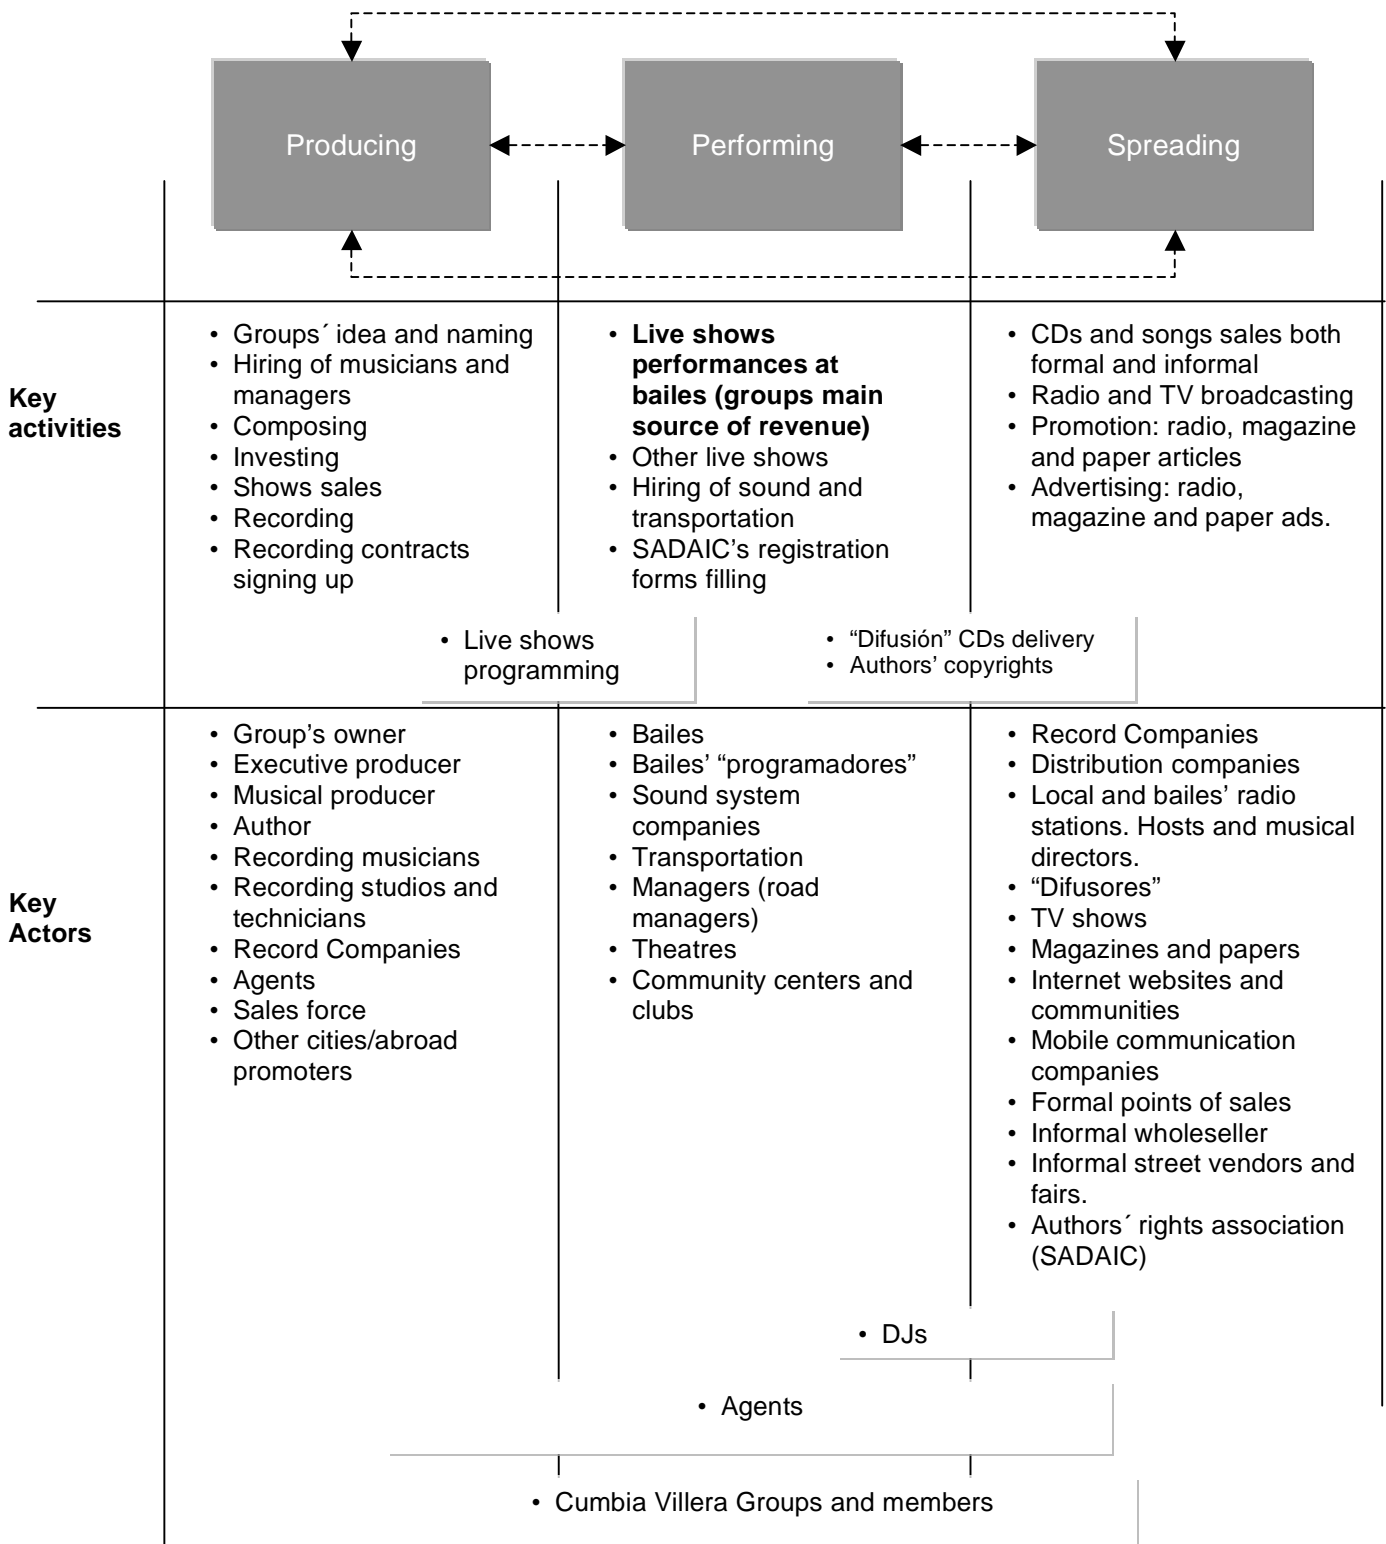 Producing
Performing
Spreading
Key
activities
• Groups´ idea and naming
• Hiring of musicians and
managers
• Composing
• Investing
• Shows sales
• Recording
• Recording contracts
signing up
• Live shows
performances at
bailes (groups main
source of revenue)
• Other live shows
• Hiring of sound and
transportation
• SADAIC’s registration
forms filling
• CDs and songs sales both
formal and informal
• Radio and TV broadcasting
• Promotion: radio, magazine
and paper articles
• Advertising: radio,
magazine and paper ads.
• Live shows
programming
• “Difusión” CDs delivery
• Authors’ copyrights
Key
Actors
• Group’s owner
• Executive producer
• Musical producer
• Author
• Recording musicians
• Recording studios and
technicians
• Record Companies
• Agents
• Sales force
• Other cities/abroad
promoters
• Bailes
• Bailes’ “programadores”
• Sound system
companies
• Transportation
• Managers (road
managers)
• Theatres
• Community centers and
clubs
• Record Companies
• Distribution companies
• Local and bailes’ radio
stations. Hosts and musical
directors.
• “Difusores”
• TV shows
• Magazines and papers
• Internet websites and
communities
• Mobile communication
companies
• Formal points of sales
• Informal wholeseller
• Informal street vendors and
fairs.
• Authors´ rights association
(SADAIC)
• DJs
• Agents
• Cumbia Villera Groups and members